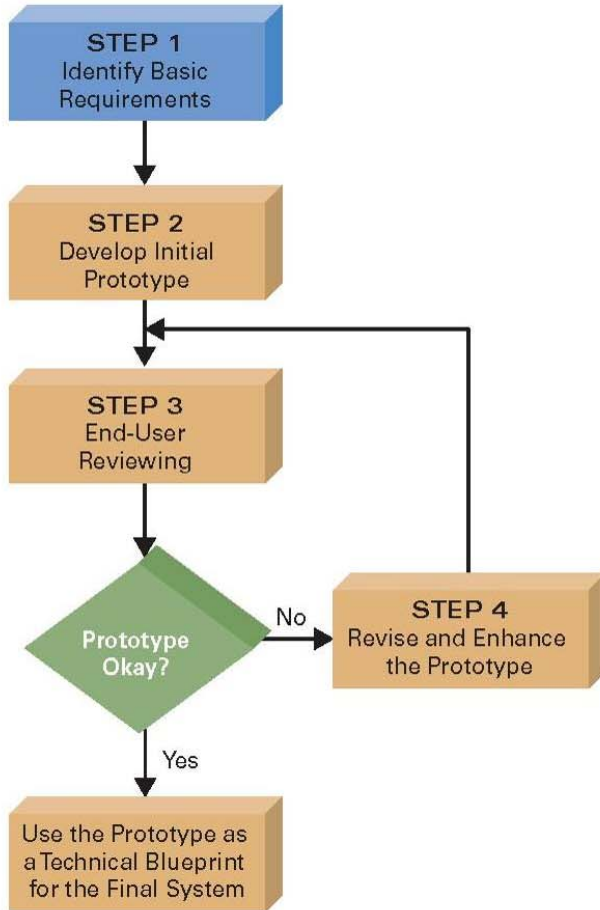 STEP 1
Identify Basic
Requirements
STEP 2
Develop Initial
Prototype
STEP 3
End-User
Reviewing
Prototype
Okay?
No
STEP 4
Revise and Enhance
the Prototype
Yes
Use the Prototype as
a Technical Blueprint
for the Final System